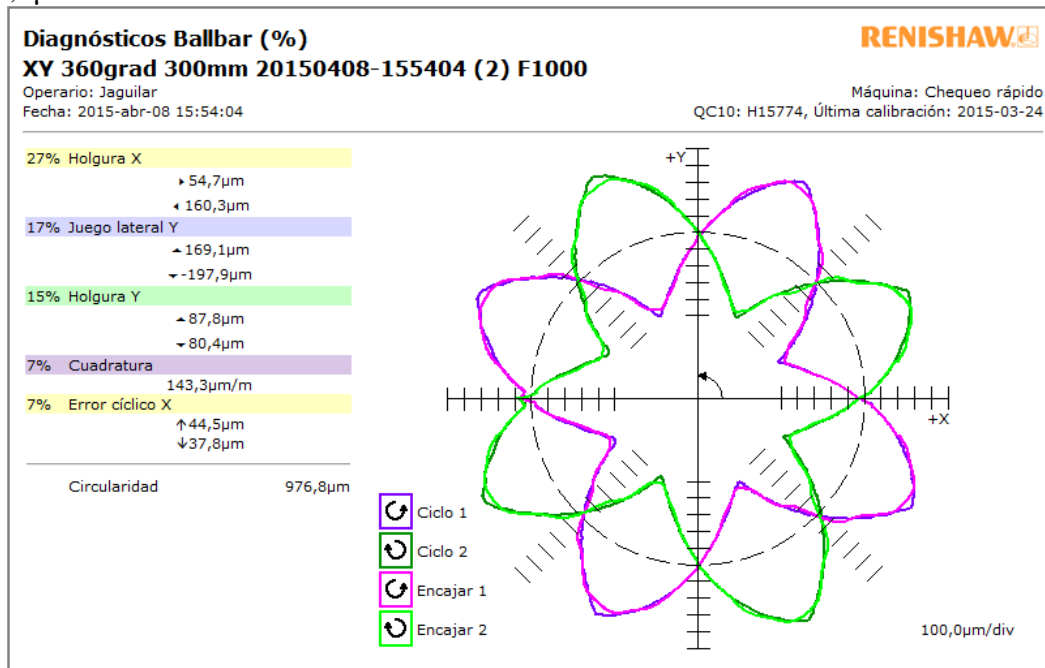 Diagnósticos Ballbar (%)
RENISHAW
XY 360grad 300mm 20150408-155404 (2) F1000
Operario: Jaguilar
Máquina: Chequeo rápido
Fecha: 2015-abr-08 15:54:04
QC10: H15774, Última calibración: 2015-03-24
27% Holgura X
▸ 54,7µm
◂ 160,3µm
17% Juego lateral Y
▴169,1µm
▾-197,9µm
15% Holgura Y
▴87,8µm
▾80,4µm
7% Cuadratura
143,3µm/m
7% Error cíclico X
↑44,5µm
↓37,8µm
Circularidad 976,8µm
+Y
+X
Ciclo 1
Ciclo 2
Encajar 1
Encajar 2
100,0µm/div